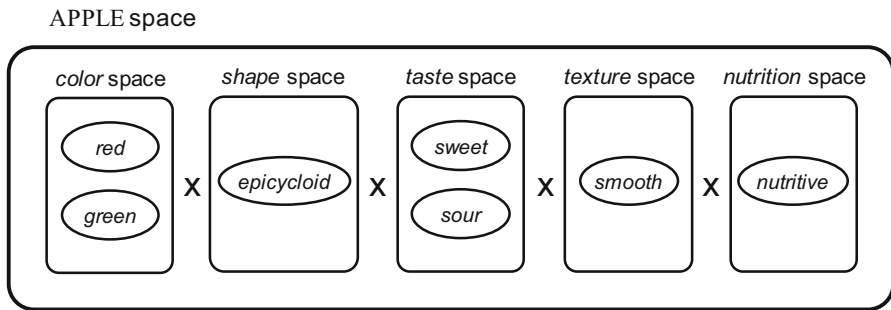 APPLE space
color space shape space taste space texture space nutrition space
red sweet
epicycloid smooth nutritive
x x x x
green sour